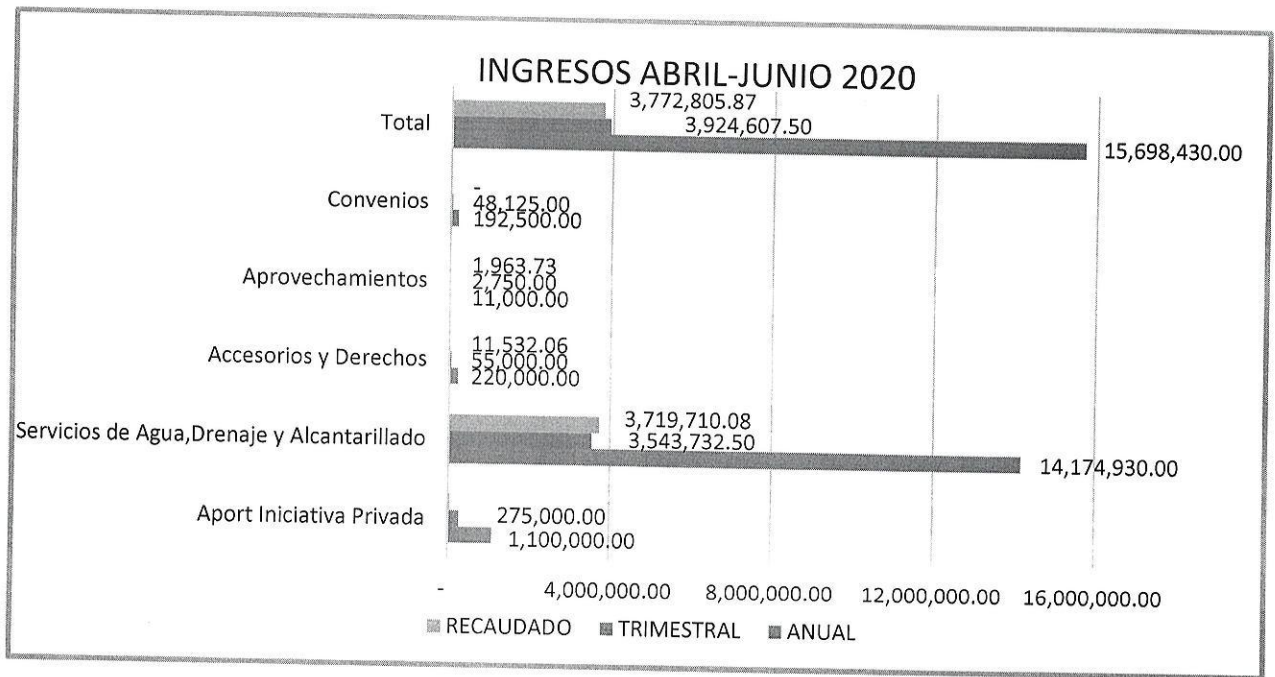 INGRESOS ABRIL-JUNIO 2020
Total
3,772,805.87
3,924,607.50
15,698,430.00
Convenios
-
48,125.00
192,500.00
Aprovechamientos
1,963.73
2,750.00
11,000.00
Accesorios y Derechos
11,532.06
55,000.00
220,000.00
Servicios de Agua,Drenaje y Alcantarillado
3,719,710.08
3,543,732.50
14,174,930.00
Aport Iniciativa Privada
275,000.00
1,100,000.00
- 4,000,000.00 8,000,000.00 12,000,000.00 16,000,000.00
RECAUDADO TRIMESTRAL ANUAL